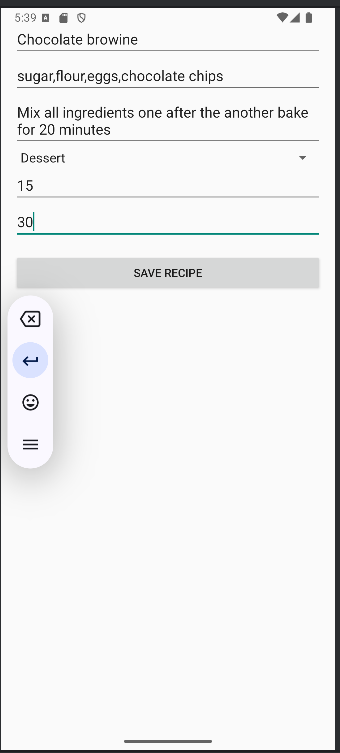 5:39
Chocolate browine
sugar,flour,eggs,chocolate chips
Mix all ingredients one after the another bake
for 20 minutes
Dessert
15
30
SAVE RECIPE